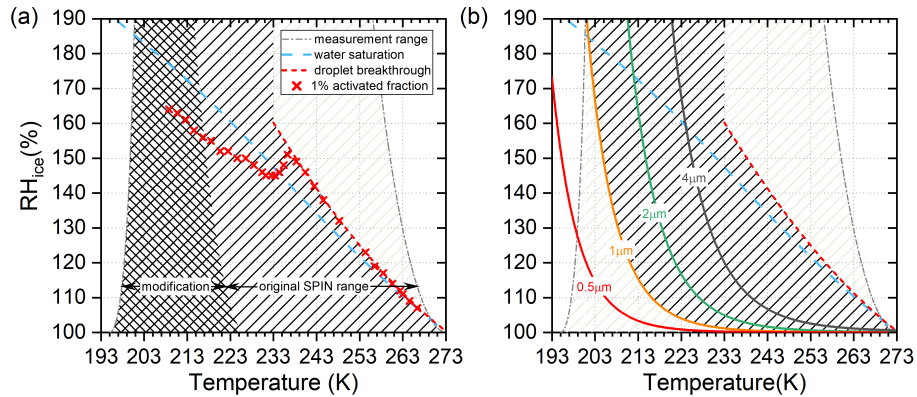 (a)
190
180
170
160
150
140
130
120
110
100
RH_ice(%)
measurement range
water saturation
droplet breakthrough
1% activated fraction
modification
original SPIN range
193 203 213 223 233 243 253 263 273
Temperature (K)
(b)
190
180
170
160
150
140
130
120
110
100
4μm
2μm
1μm
0.5μm
193 203 213 223 233 243 253 263 273
Temperature(K)